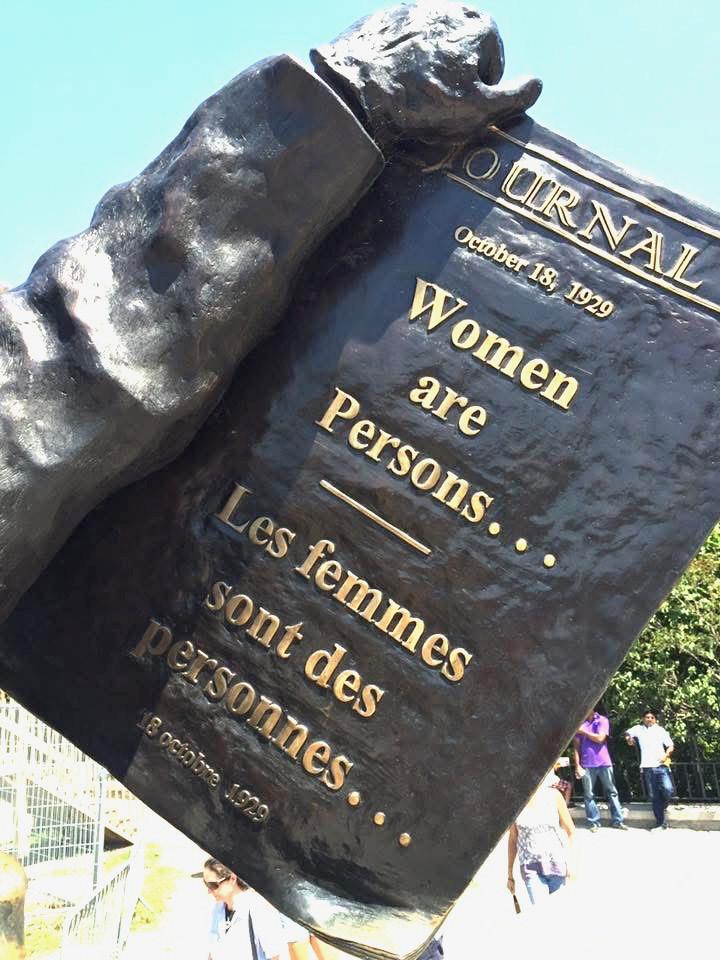 JOURNAL
October 18, 1929
Women
are
Persons...
Les femmes
sont des
personnes...
18 octobre 1929